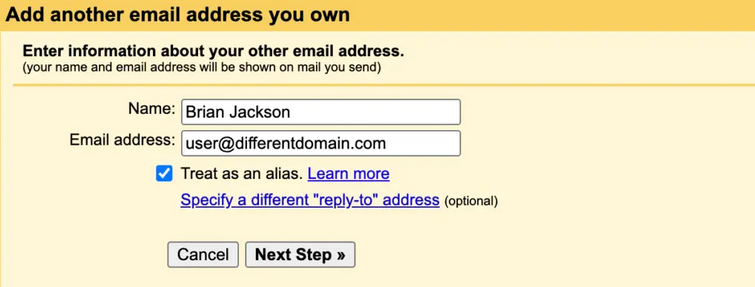 Add another email address you own
Enter information about your other email address.
(your name and email address will be shown on mail you send)
Name: Brian Jackson
Email address: user@differentdomain.com
Treat as an alias. Learn more
Specify a different "reply-to" address (optional)
Cancel Next Step »